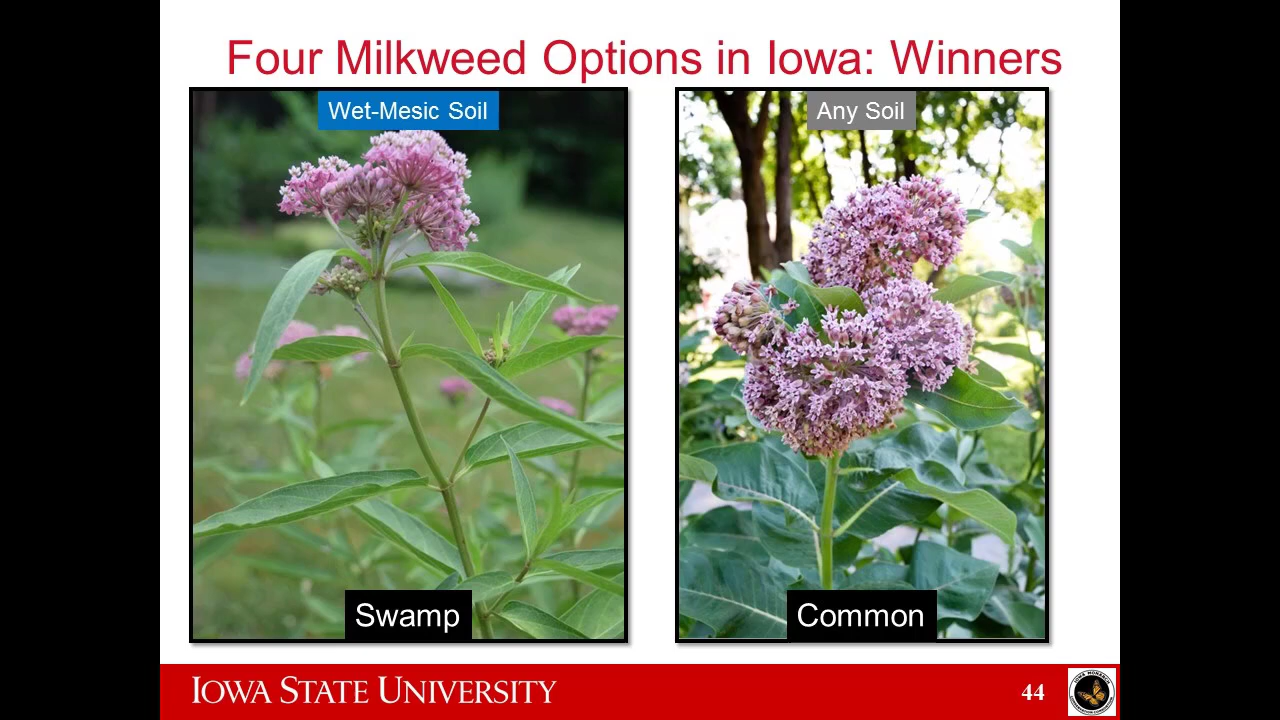 Four Milkweed Options in Iowa: Winners
Wet-Mesic Soil
Any Soil
Swamp
Common
IOWA STATE UNIVERSITY
44